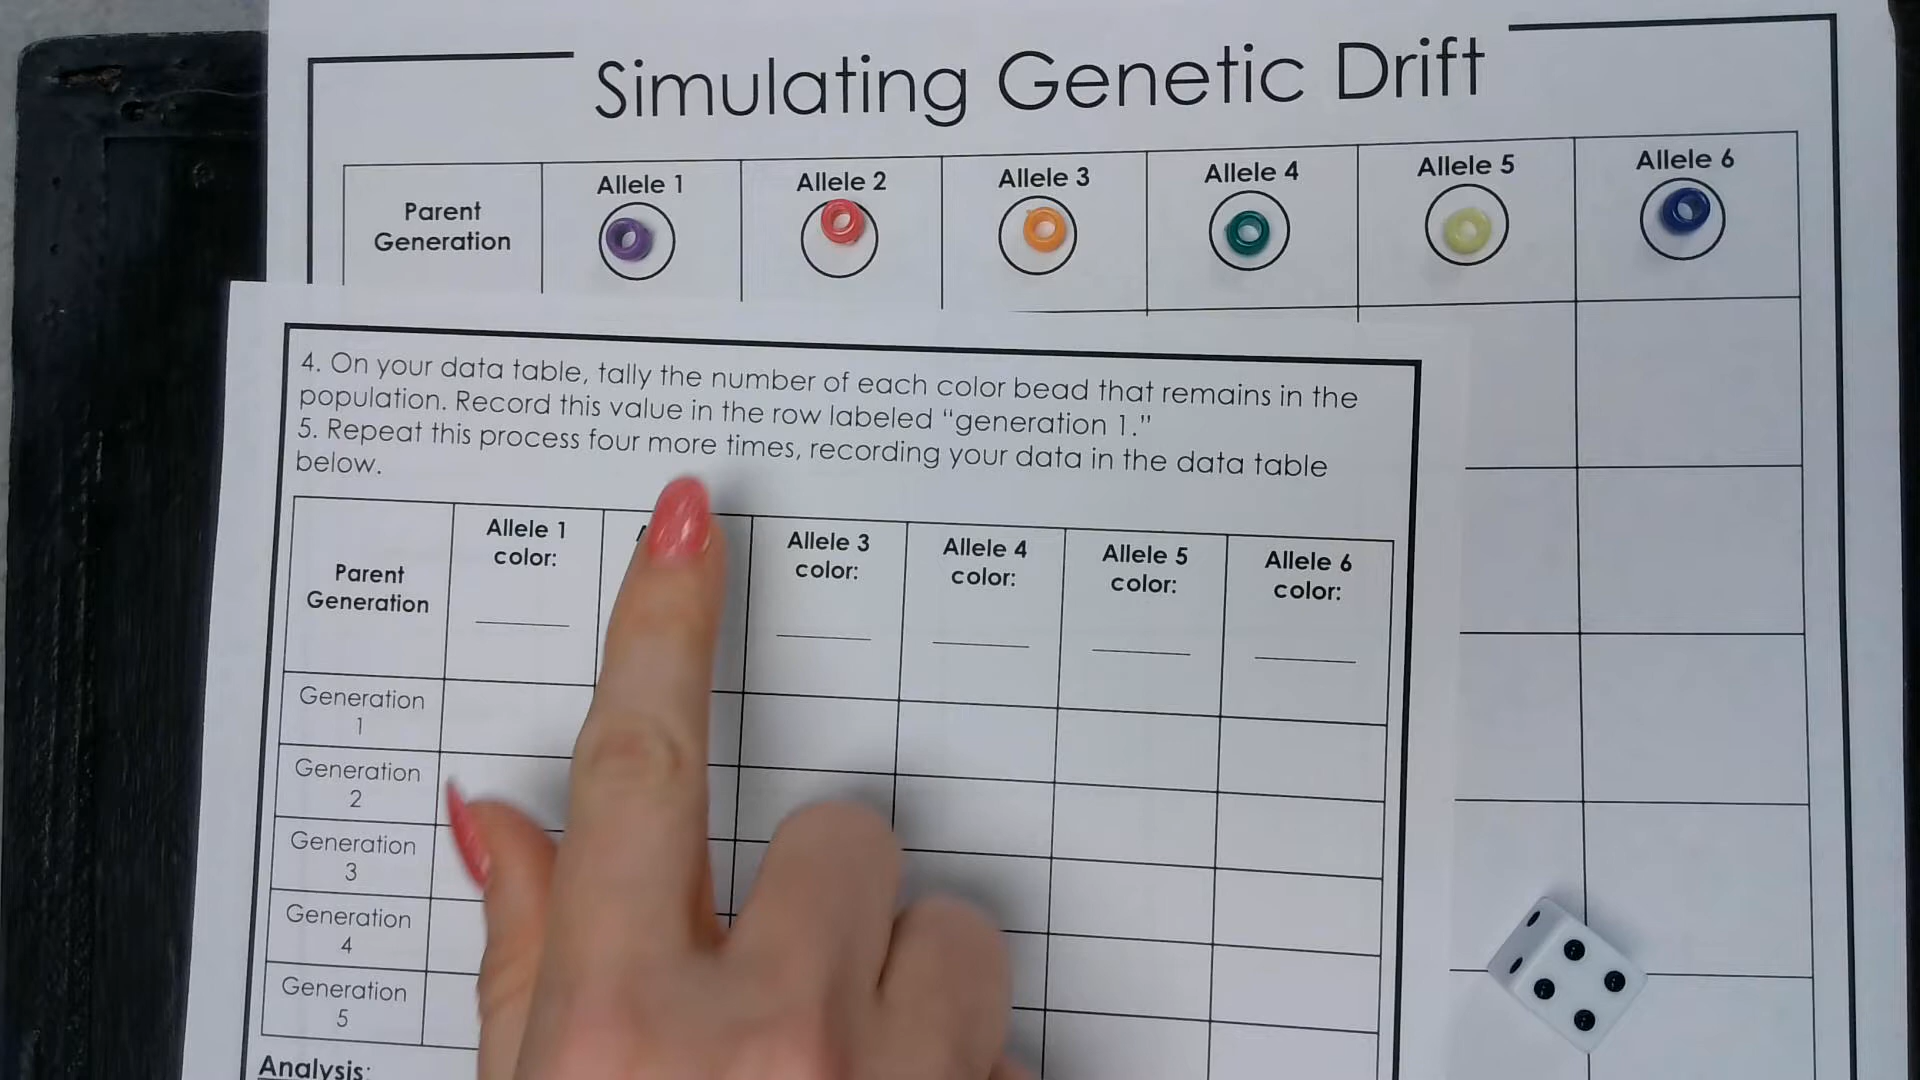 Simulating Genetic Drift
Parent
Generation
Allele 1
Allele 2
Allele 3
Allele 4
Allele 5
Allele 6
4. On your data table, tally the number of each color bead that remains in the
population. Record this value in the row labeled “generation 1.”
5. Repeat this process four more times, recording your data in the data table
below.
Parent
Generation
Allele 1
color:
Allele 3
color:
Allele 4
color:
Allele 5
color:
Allele 6
color:
Generation
1
Generation
2
Generation
3
Generation
4
Generation
5
Analysis: